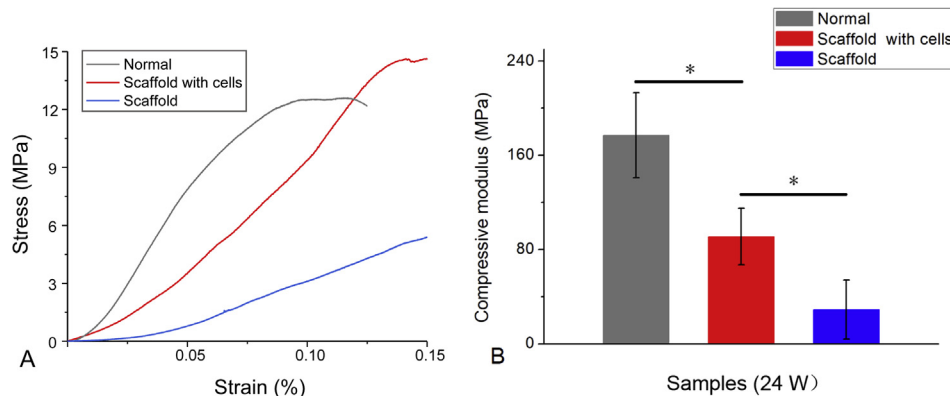 15
12
9
6
3
0
Stress (MPa)
Normal
Scaffold with cells
Scaffold
0.05
0.10
0.15
Strain (%)
A
Normal
Scaffold with cells
Scaffold
240
160
80
0
Compressive modulus (MPa)
*
*
Samples (24 W）
B